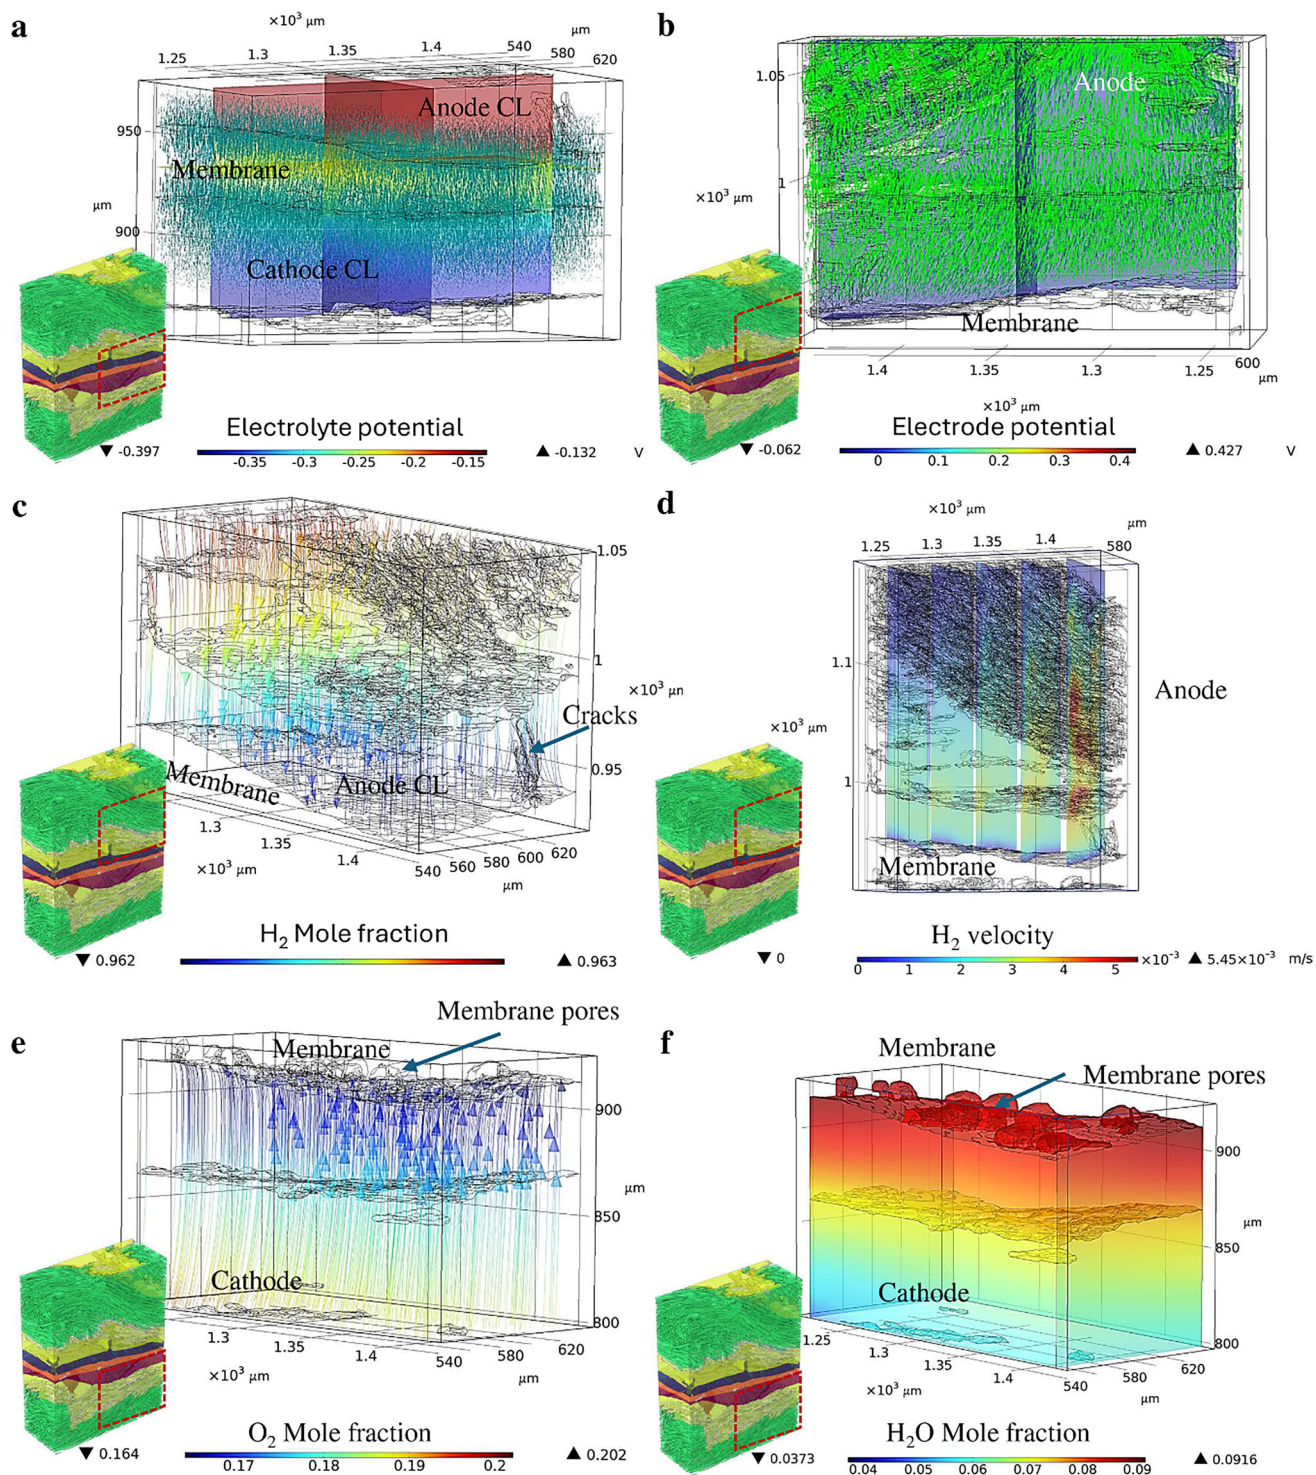 a
×10³ µm
1.25
1.3
1.35
1.4
540
580
620
Anode CL
950
Membrane
µm
900
Cathode CL
Electrolyte potential
▼ -0.397
-0.35
-0.3
-0.25
-0.2
-0.15
▲ -0.132
V
b
1.05
Anode
1
×10³ µm
Membrane
1.4
1.35
1.3
1.25
600
µm
×10³ µm
Electrode potential
▼ -0.062
0
0.1
0.2
0.3
0.4
▲ 0.427
V
c
1.05
1
×10³ µm
Cracks
0.95
Membrane
Anode CL
1.3
1.35
1.4
×10³ µm
540
560
580
600
620
µm
H₂ Mole fraction
▼ 0.962
▲ 0.963
d
×10³ µm
µm
1.25
1.3
1.35
1.4
580
1.1
Anode
×10³ µm
1
Membrane
H₂ velocity
▼ 0
0
1
2
3
4
5
×10⁻³
▲ 5.45×10⁻³
m/s
e
Membrane pores
Membrane
900
µm
850
Cathode
800
1.3
1.35
1.4
×10³ µm
540
580
620
µm
O₂ Mole fraction
▼ 0.164
0.17
0.18
0.19
0.2
▲ 0.202
f
Membrane
Membrane pores
900
µm
850
Cathode
800
1.25
1.3
1.35
1.4
×10³ µm
540
580
620
µm
H₂O Mole fraction
▼ 0.0373
0.04
0.05
0.06
0.07
0.08
0.09
▲ 0.0916